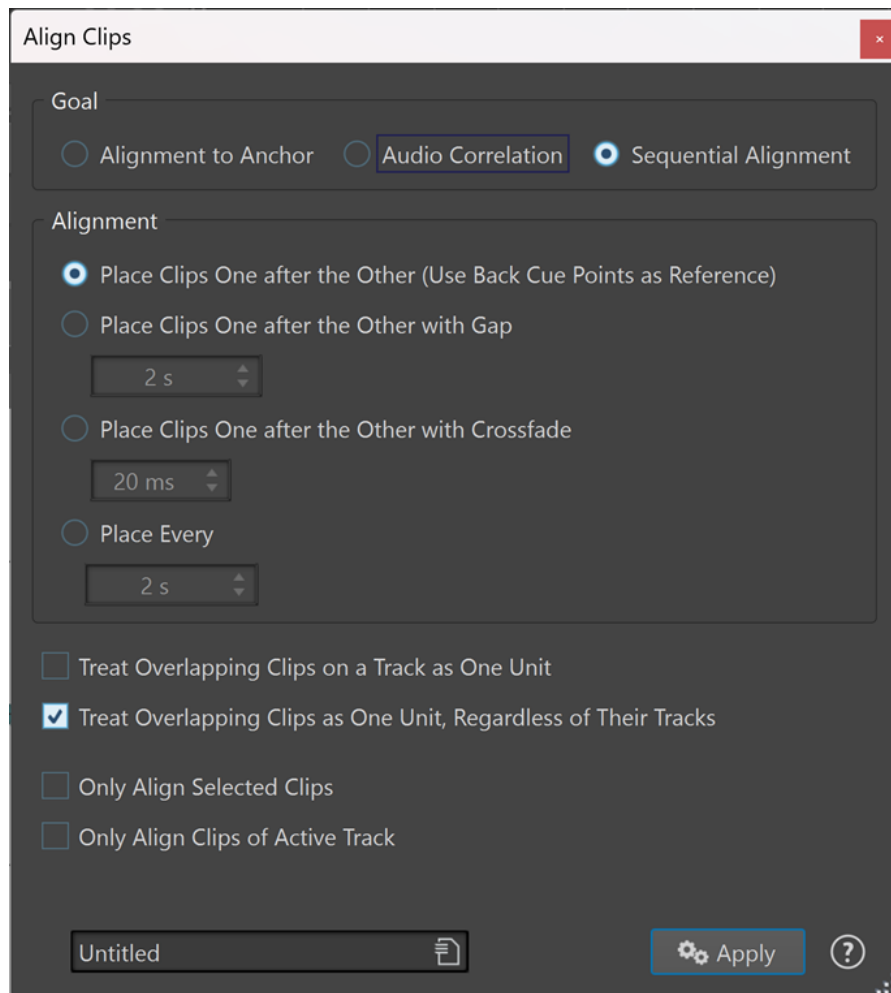 Align Clips
Goal
Alignment to Anchor Audio Correlation Sequential Alignment
Alignment
Place Clips One after the Other (Use Back Cue Points as Reference)
Place Clips One after the Other with Gap
2 s
Place Clips One after the Other with Crossfade
20 ms
Place Every
2 s
Treat Overlapping Clips on a Track as One Unit
Treat Overlapping Clips as One Unit, Regardless of Their Tracks
Only Align Selected Clips
Only Align Clips of Active Track
Untitled Apply ?